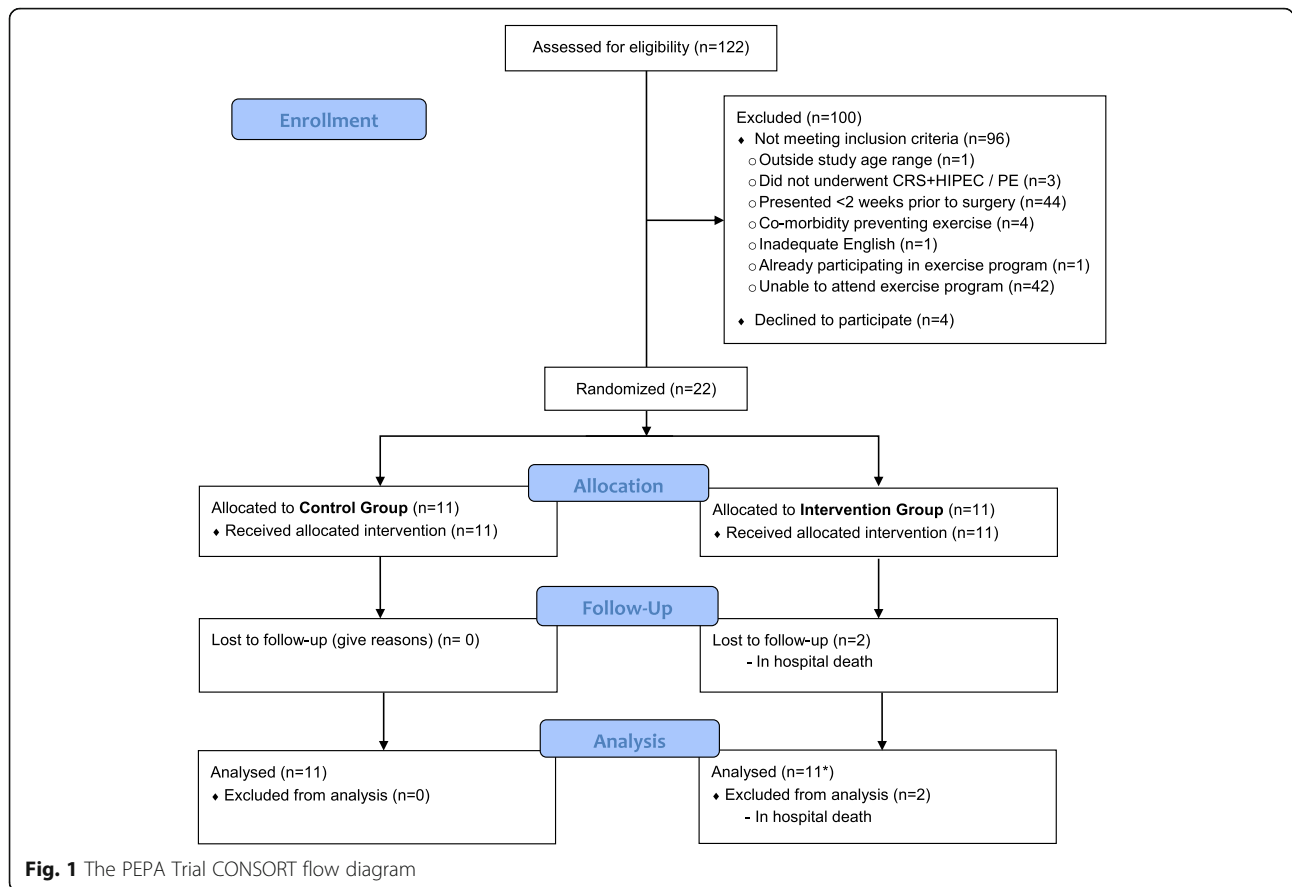 Assessed for eligibility (n=122)
Enrollment
Excluded (n=100)
♦ Not meeting inclusion criteria (n=96)
○ Outside study age range (n=1)
○ Did not underwent CRS+HIPEC / PE (n=3)
○ Presented <2 weeks prior to surgery (n=44)
○ Co-morbidity preventing exercise (n=4)
○ Inadequate English (n=1)
○ Already participating in exercise program (n=1)
○ Unable to attend exercise program (n=42)
♦ Declined to participate (n=4)
Randomized (n=22)
Allocation
Allocated to Control Group (n=11)
♦ Received allocated intervention (n=11)
Allocated to Intervention Group (n=11)
♦ Received allocated intervention (n=11)
Follow-Up
Lost to follow-up (give reasons) (n= 0)
Lost to follow-up (n=2)
- In hospital death
Analysis
Analysed (n=11)
♦ Excluded from analysis (n=0)
Analysed (n=11*)
♦ Excluded from analysis (n=2)
- In hospital death
Fig. 1 The PEPA Trial CONSORT flow diagram